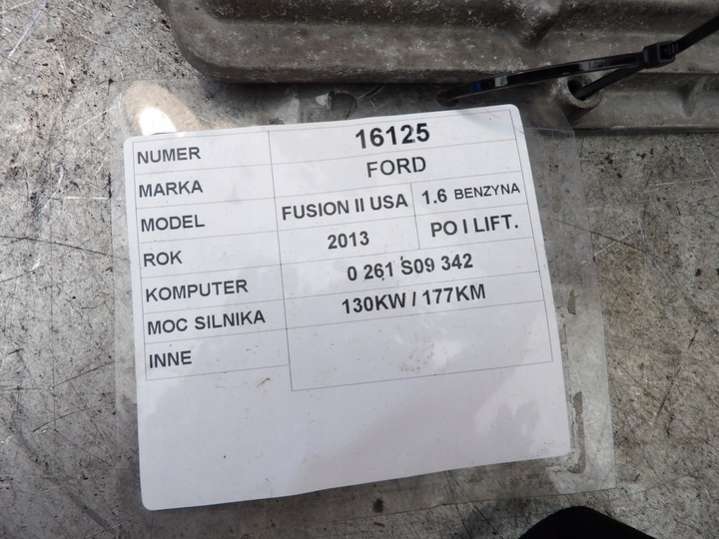 NUMER 16125
MARKA FORD
MODEL FUSION II USA 1.6 BENZYNA
ROK 2013 PO I LIFT.
KOMPUTER 0 261 S09 342
MOC SILNIKA 130KW / 177KM
INNE